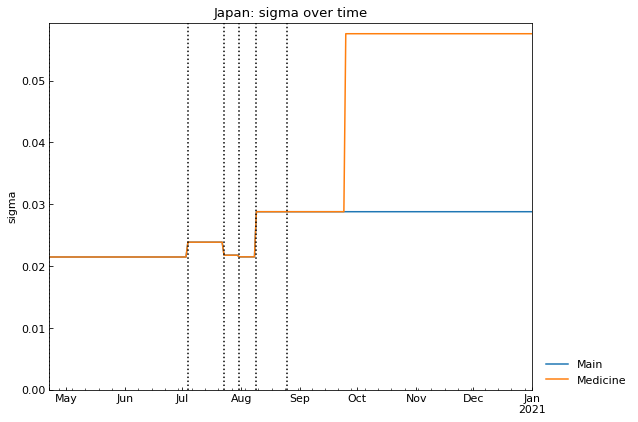 Japan: sigma over time
sigma
0.05
0.04
0.03
0.02
0.01
0.00
May Jun Jul Aug Sep Oct Nov Dec Jan
2021
Main
Medicine